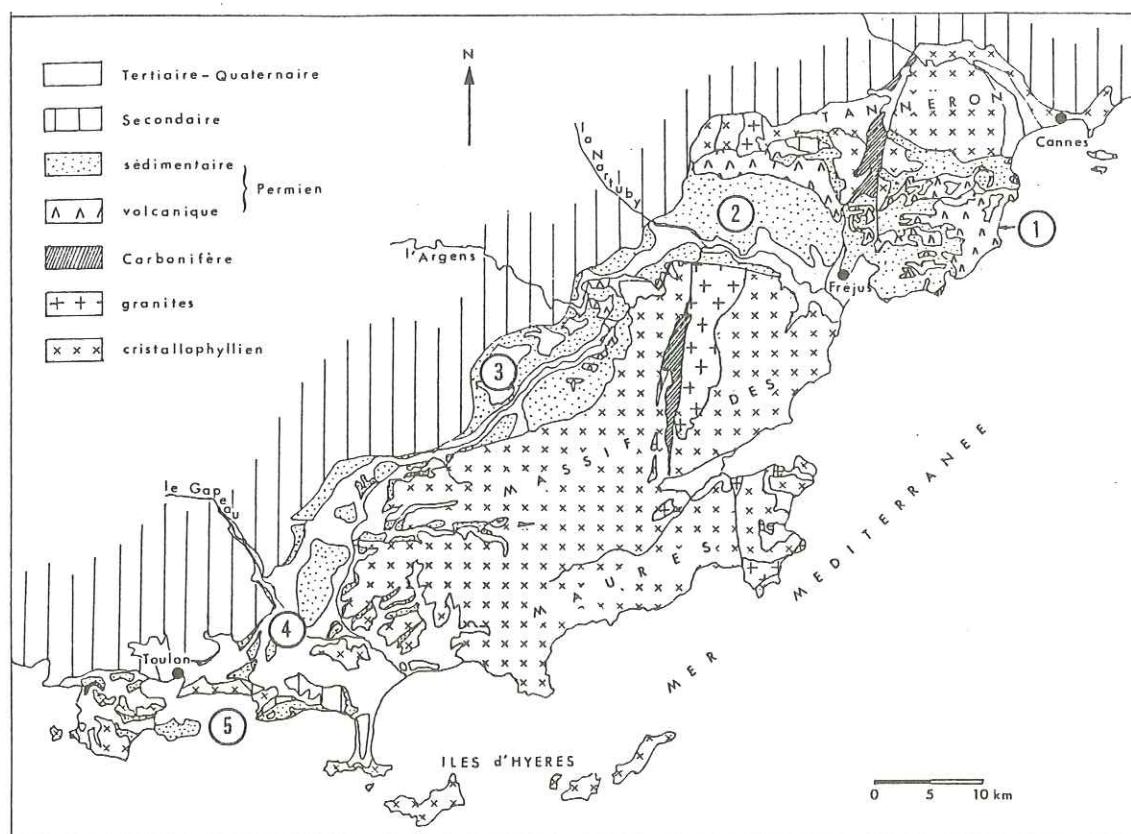 N
Tertiaire-Quaternaire
Secondaire
sédimentaire
Permien
volcanique
Carbonifère
granites
cristallophyllien
la Nartuby
l'Argens
TANNERON
Cannes
1
2
Fréjus
3
MASSIF DES MAURES
le Gapeau
4
Toulon
5
MER MEDITERRANEE
ILES d'HYERES
0 5 10 km